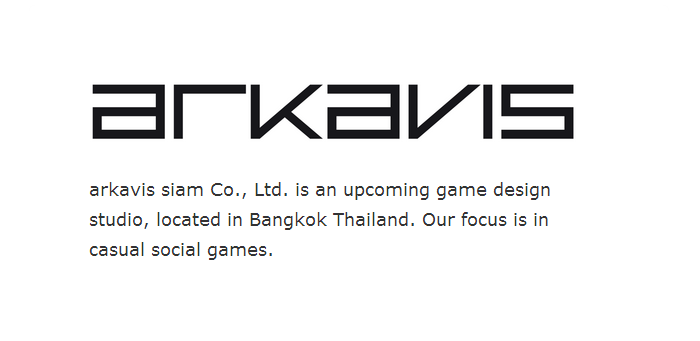 arkavis
arkavis siam Co., Ltd. is an upcoming game design
studio, located in Bangkok Thailand. Our focus is in
casual social games.